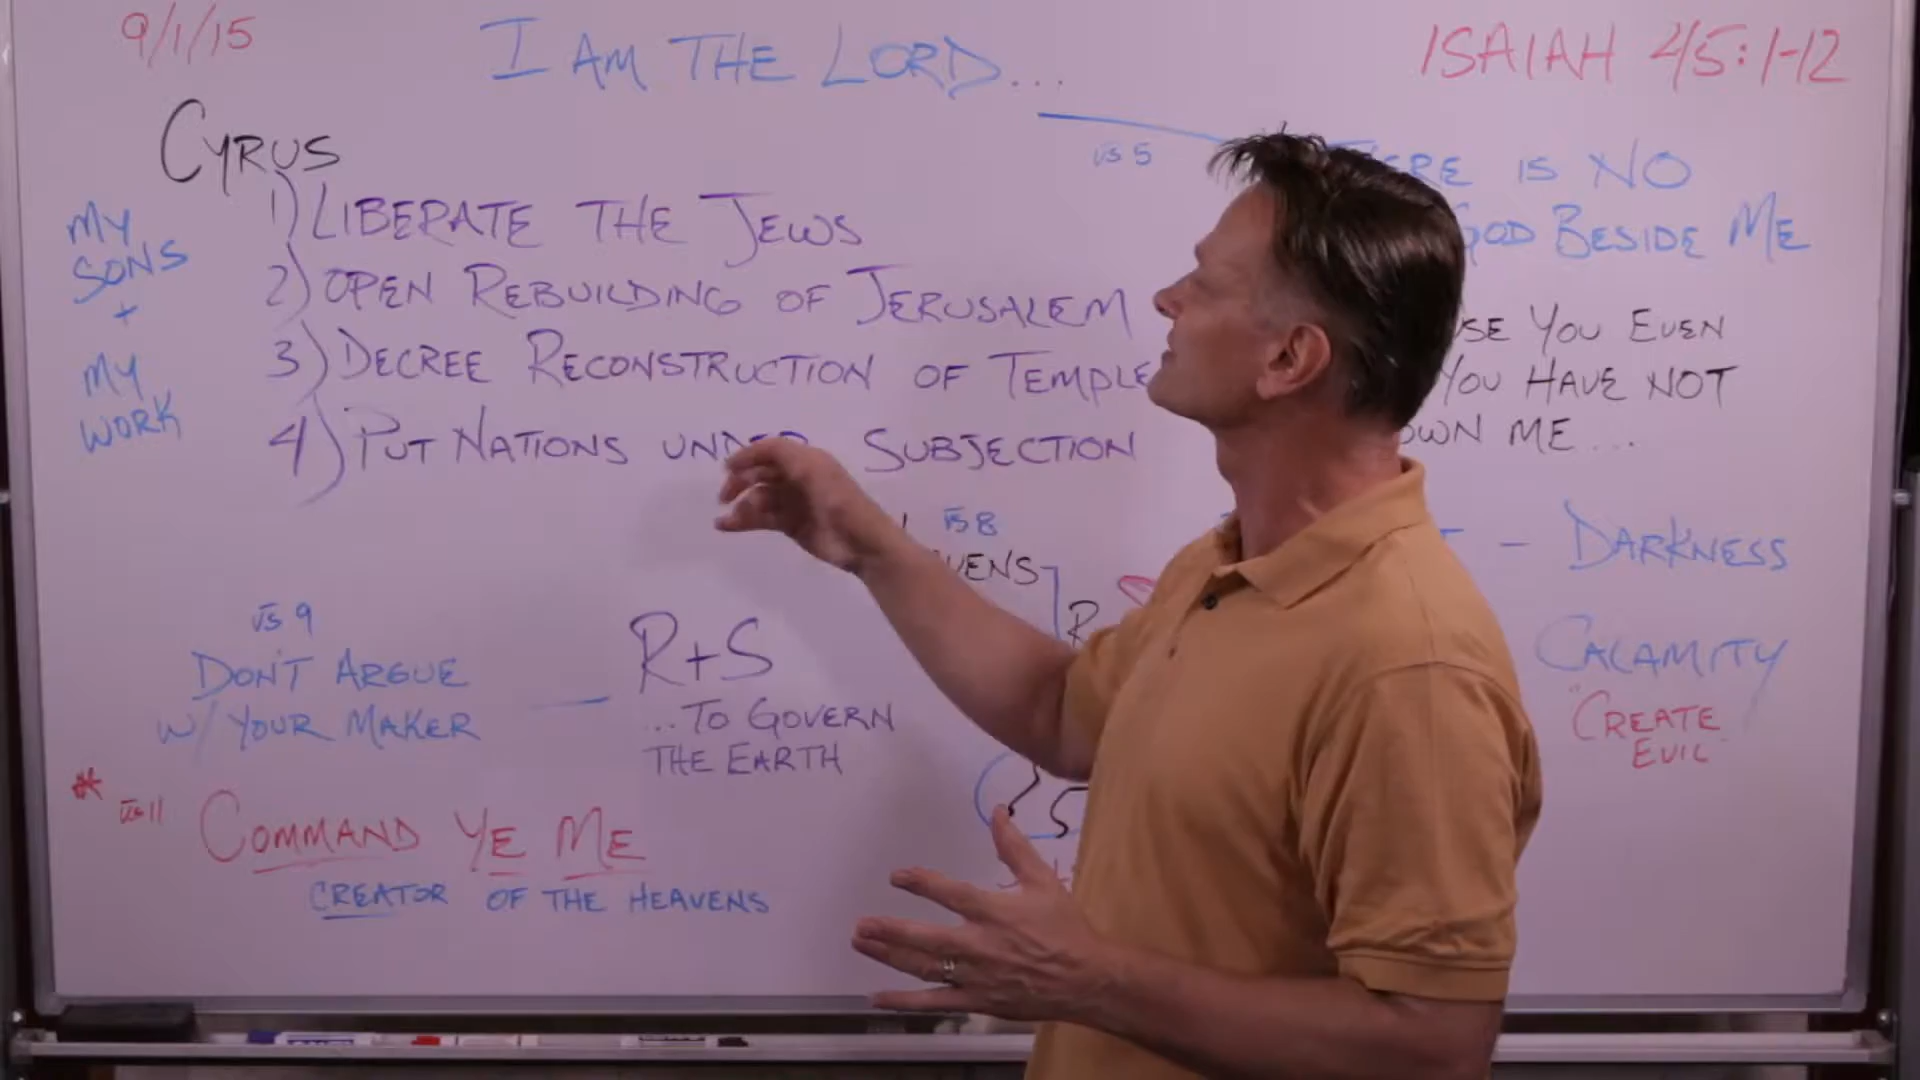 9/1/15
I AM THE LORD...
ISAIAH 45:1-12
CYRUS
1) LIBERATE THE JEWS
2) OPEN REBUILDING OF JERUSALEM
3) DECREE RECONSTRUCTION OF TEMPLE
4) PUT NATIONS UNDER SUBJECTION
MY
SONS
+
MY
WORK
VS 5
IS NO
GOD BESIDE ME
YOU EVEN
YOU HAVE NOT
ME...
VS 8
- DARKNESS
CALAMITY
"CREATE
EVIL"
VS 9
DON'T ARGUE
W/ YOUR MAKER
— R+S
...TO GOVERN
THE EARTH
* VS 11
COMMAND YE ME
CREATOR OF THE HEAVENS
R
S